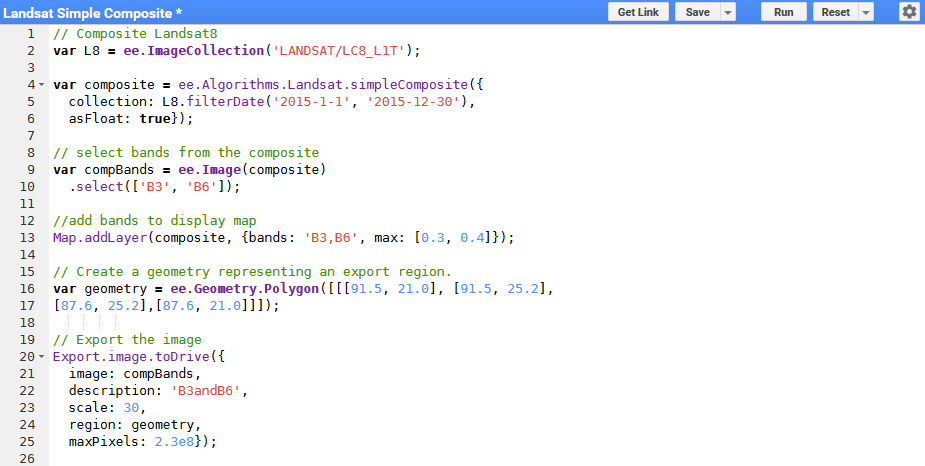 Landsat Simple Composite * Get Link Save Run Reset
1 // Composite Landsat8
2 var L8 = ee.ImageCollection('LANDSAT/LC8_L1T');
3
4 var composite = ee.Algorithms.Landsat.simpleComposite({
5   collection: L8.filterDate('2015-1-1', '2015-12-30'),
6   asFloat: true});
7
8 // select bands from the composite
9 var compBands = ee.Image(composite)
10   .select(['B3', 'B6']);
11
12 //add bands to display map
13 Map.addLayer(composite, {bands: 'B3,B6', max: [0.3, 0.4]});
14
15 // Create a geometry representing an export region.
16 var geometry = ee.Geometry.Polygon([[[91.5, 21.0], [91.5, 25.2],
17 [87.6, 25.2],[87.6, 21.0]]]);
18
19 // Export the image
20 Export.image.toDrive({
21   image: compBands,
22   description: 'B3andB6',
23   scale: 30,
24   region: geometry,
25   maxPixels: 2.3e8});
26